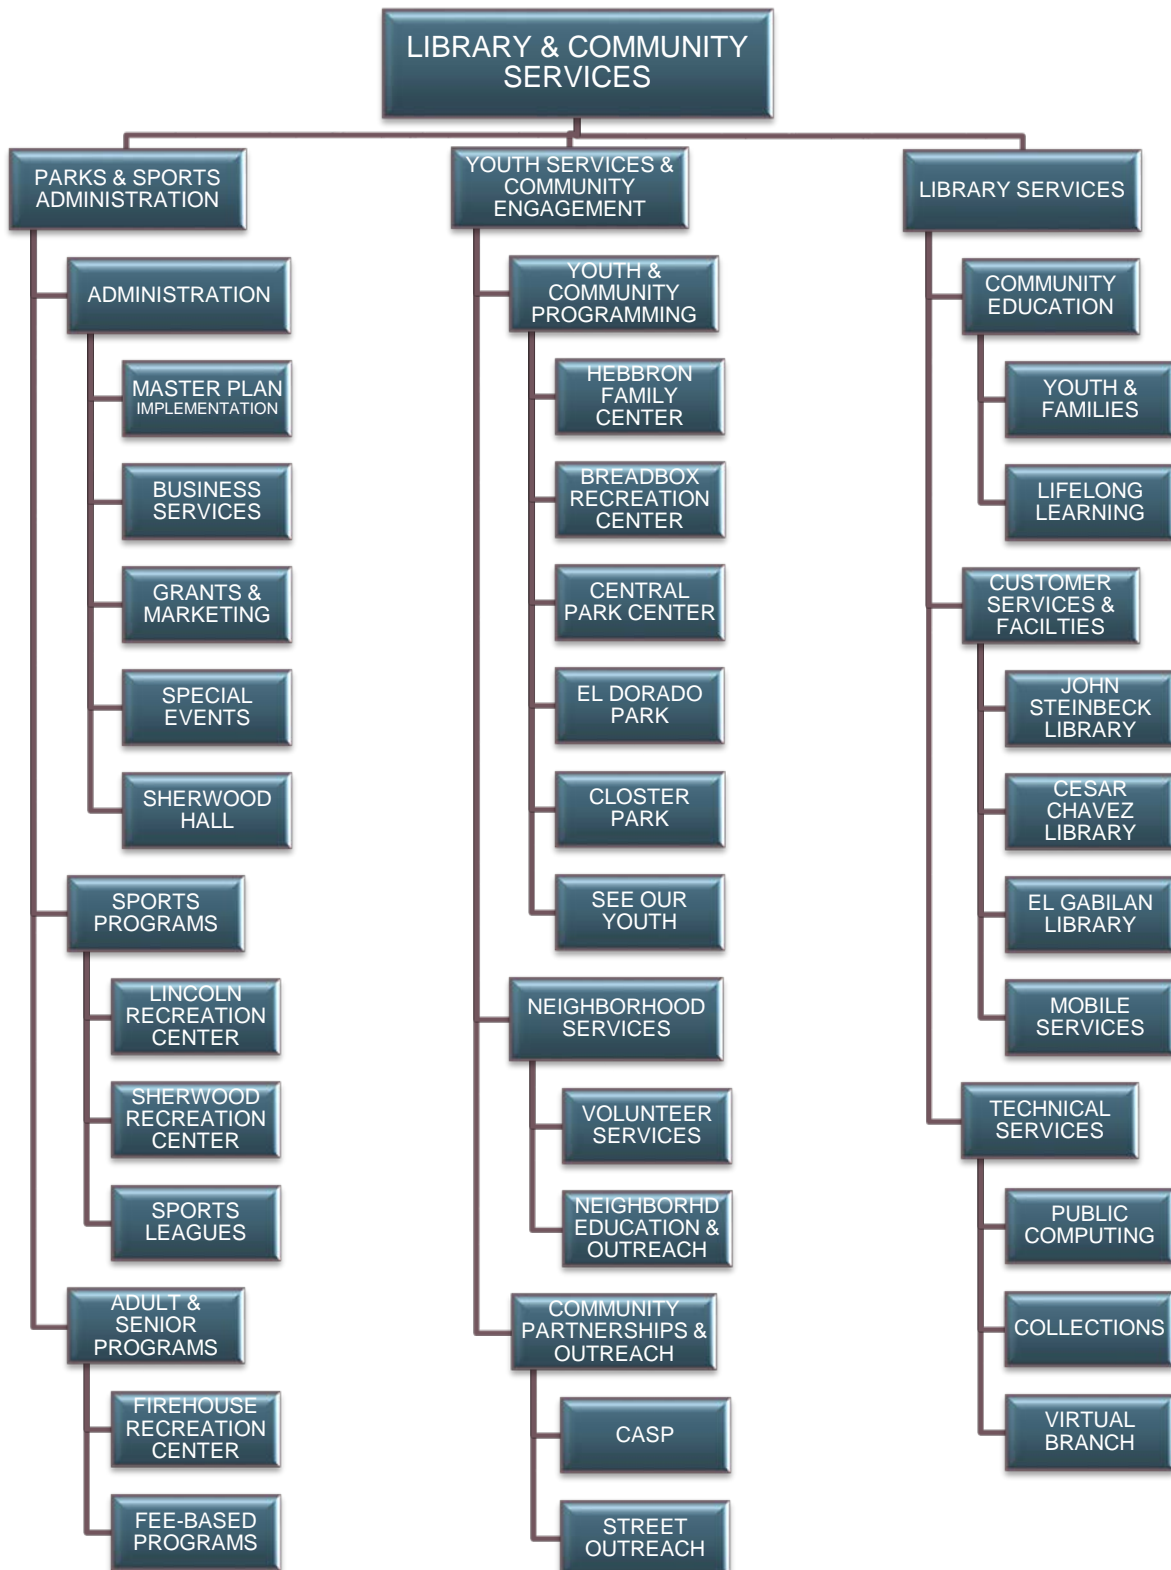 LIBRARY & COMMUNITY
SERVICES
PARKS & SPORTS
ADMINISTRATION
ADMINISTRATION
MASTER PLAN
IMPLEMENTATION
BUSINESS
SERVICES
GRANTS &
MARKETING
SPECIAL
EVENTS
SHERWOOD
HALL
SPORTS
PROGRAMS
LINCOLN
RECREATION
CENTER
SHERWOOD
RECREATION
CENTER
SPORTS
LEAGUES
ADULT &
SENIOR
PROGRAMS
FIREHOUSE
RECREATION
CENTER
FEE-BASED
PROGRAMS
YOUTH SERVICES &
COMMUNITY
ENGAGEMENT
YOUTH &
COMMUNITY
PROGRAMMING
HEBBRON
FAMILY
CENTER
BREADBOX
RECREATION
CENTER
CENTRAL
PARK CENTER
EL DORADO
PARK
CLOSTER
PARK
SEE OUR
YOUTH
NEIGHBORHOOD
SERVICES
VOLUNTEER
SERVICES
NEIGHBORHD
EDUCATION &
OUTREACH
COMMUNITY
PARTNERSHIPS &
OUTREACH
CASP
STREET
OUTREACH
LIBRARY SERVICES
COMMUNITY
EDUCATION
YOUTH &
FAMILIES
LIFELONG
LEARNING
CUSTOMER
SERVICES &
FACILTIES
JOHN
STEINBECK
LIBRARY
CESAR
CHAVEZ
LIBRARY
EL GABILAN
LIBRARY
MOBILE
SERVICES
TECHNICAL
SERVICES
PUBLIC
COMPUTING
COLLECTIONS
VIRTUAL
BRANCH